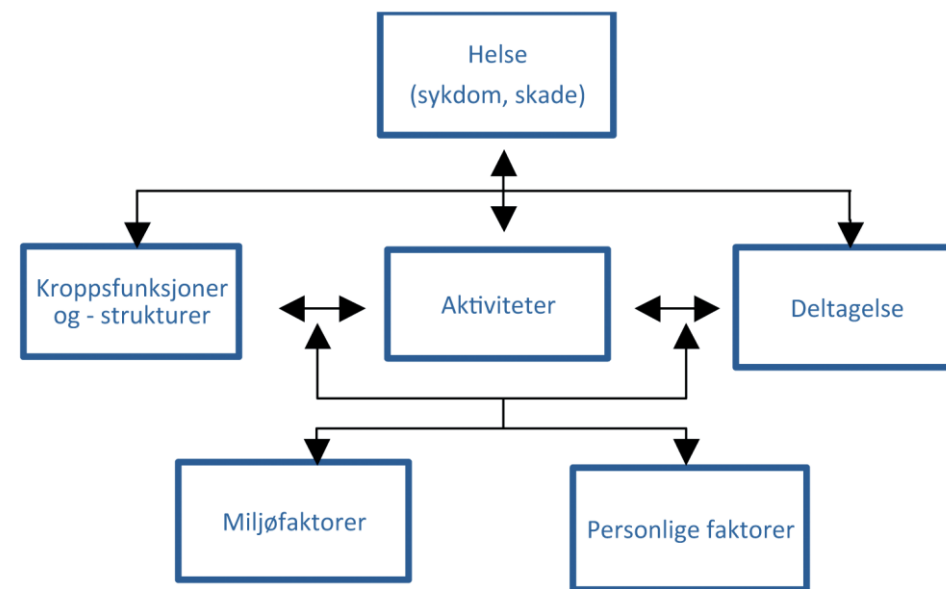 Helse
(sykdom, skade)
Kroppsfunksjoner
og - strukturer
Aktiviteter
Deltagelse
Miljøfaktorer
Personlige faktorer